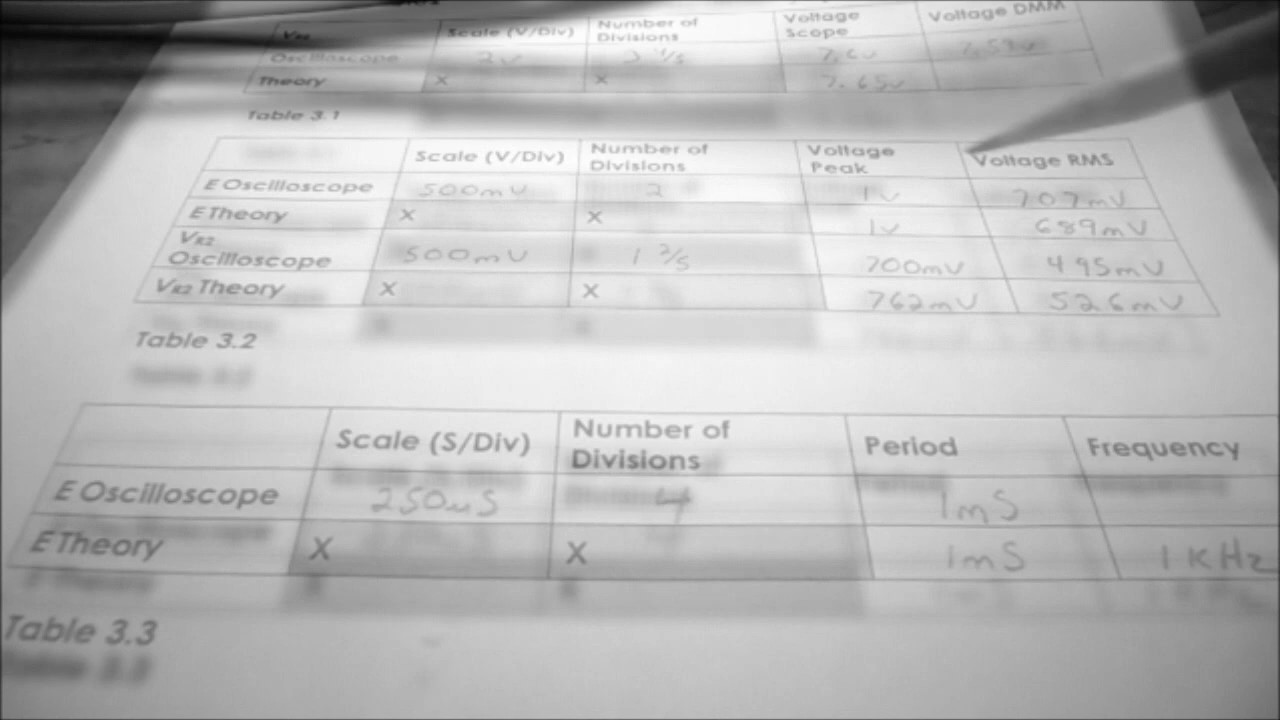 Voltage Voltage DMM
Number of Scope
V Scale (V/Div) Divisions
Oscilloscope 2v 7.6v
Theory x x 7.65v
Table 3.1
Scale (V/Div) Number of Divisions Voltage Peak Voltage RMS
E Oscilloscope 500mV 2 1v 707mV
E Theory x x 1v 689mV
VR2 Oscilloscope 500mV 1 2/5 700mV 495mV
VR2 Theory x x 762mV 526mV
Table 3.2
Scale (S/Div) Number of Divisions Period Frequency
E Oscilloscope 250uS 4 1mS
E Theory X X 1mS 1KHz
Table 3.3